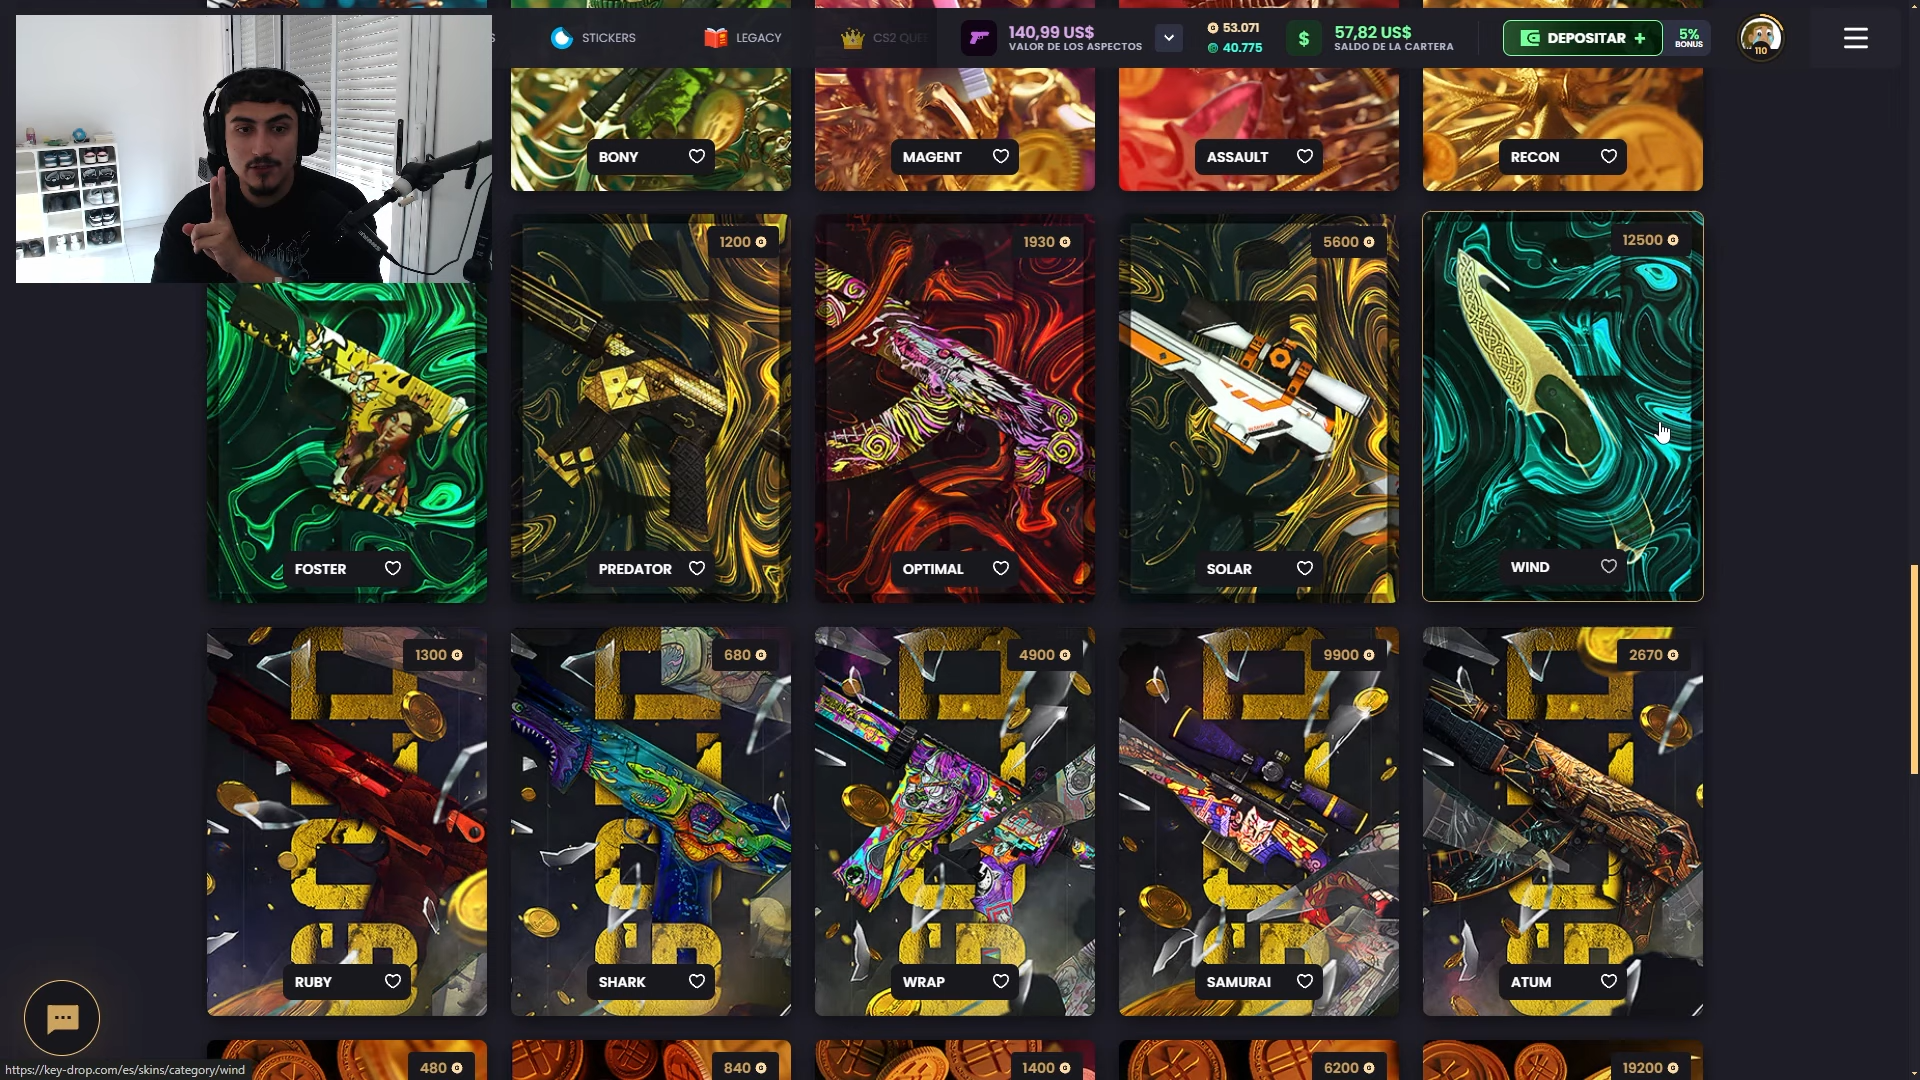 STICKERS
LEGACY
CS2
140,99 US$
VALOR DE LOS ASPECTOS
53.071
40.775
$
57,82 US$
SALDO DE LA CARTERA
DEPOSITAR +
5%
BONUS
110
BONY
MAGENT
ASSAULT
RECON
1200
1930
5600
12500
FOSTER
PREDATOR
OPTIMAL
SOLAR
WIND
1300
680
4900
9900
2670
RUBY
SHARK
WRAP
SAMURAI
ATUM
480
840
1400
6200
19200
https://key-drop.com/es/skins/category/wind